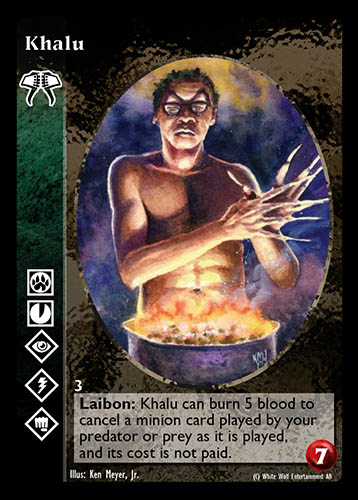 Khalu
3
Laibon: Khalu can burn 5 blood to
cancel a minion card played by your
predator or prey as it is played,
and its cost is not paid.
7
Illus: Ken Meyer, Jr.
(C) White Wolf Entertainment AB